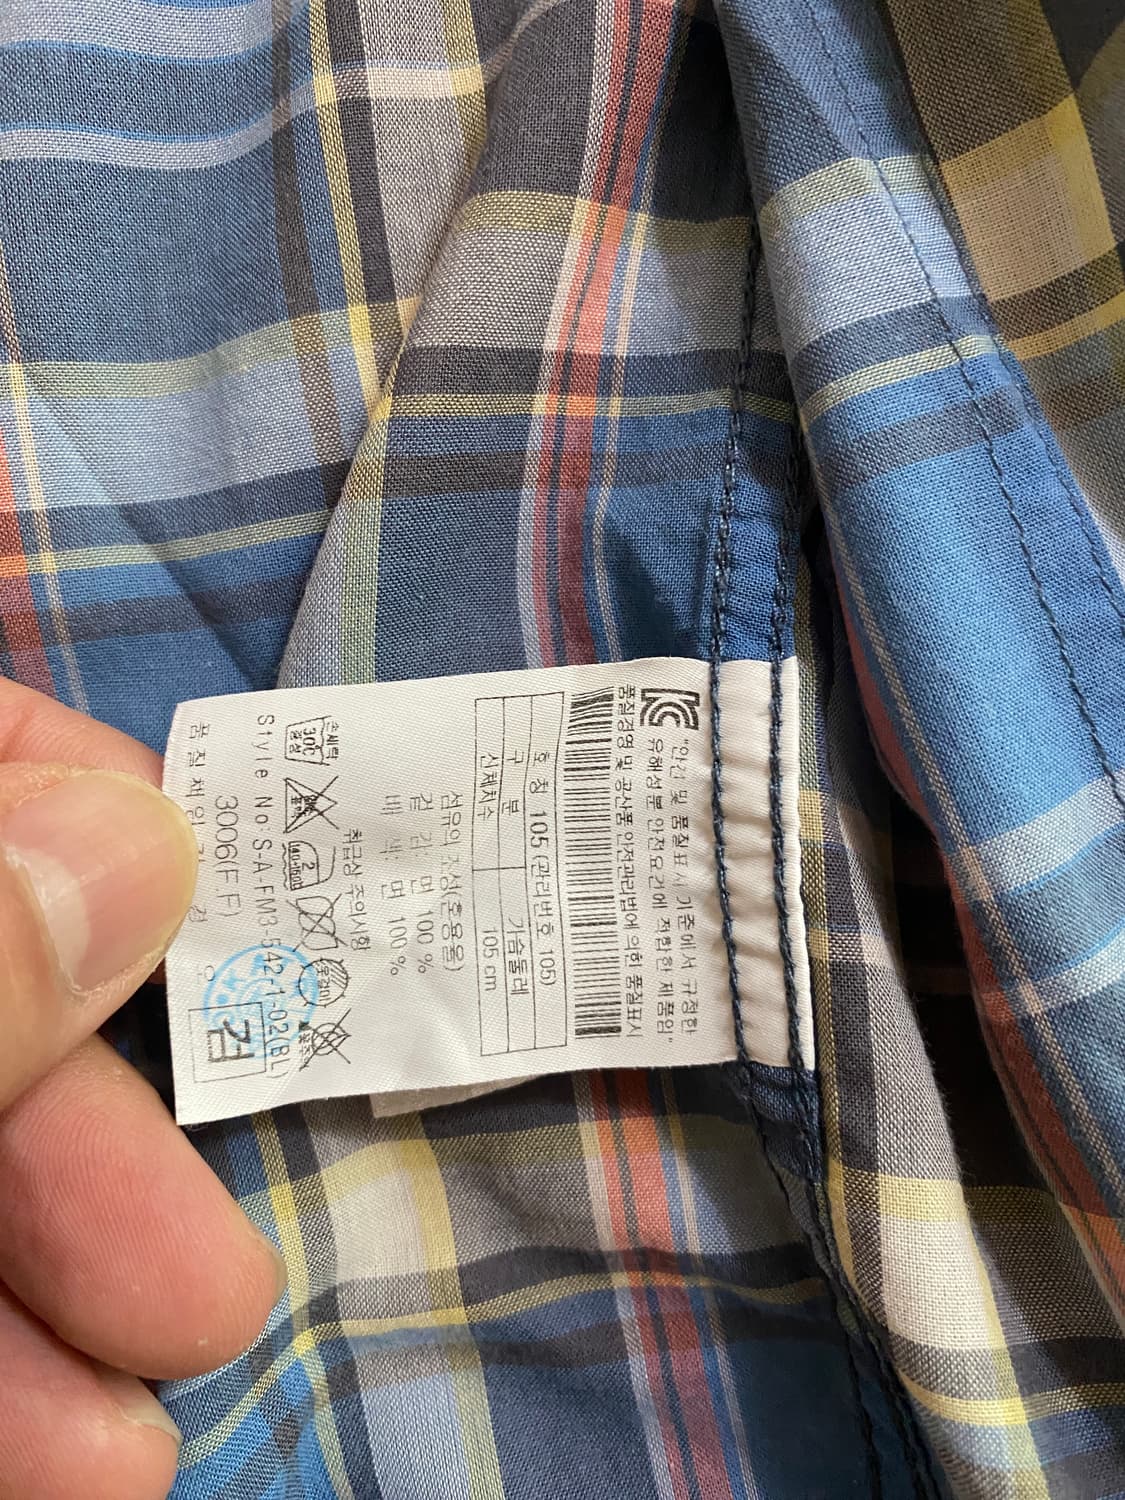 "안전 및 품질표시 기준에서 규정한
유해성분 안전요건에 적합한 제품임"
품질경영 및 공산품 안전관리법에 의한 품질표시
호 칭 105 (관리번호 105)
구 분 가슴둘레
신체치수 105 cm
섬유의 조성(혼용율)
겉 감: 면 100 %
배 색: 면 100 %
취급상 주의사항
손세탁
30℃
중성
Style No:S-A.FM3-542-1-02(BL)
3006(F.F)
검